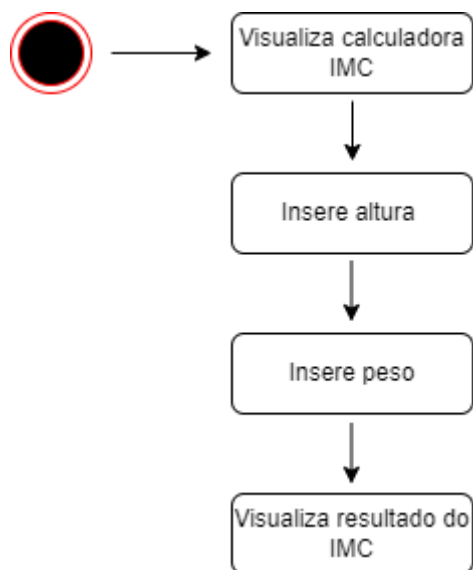 Visualiza calculadora
IMC
Insere altura
Insere peso
Visualiza resultado do
IMC